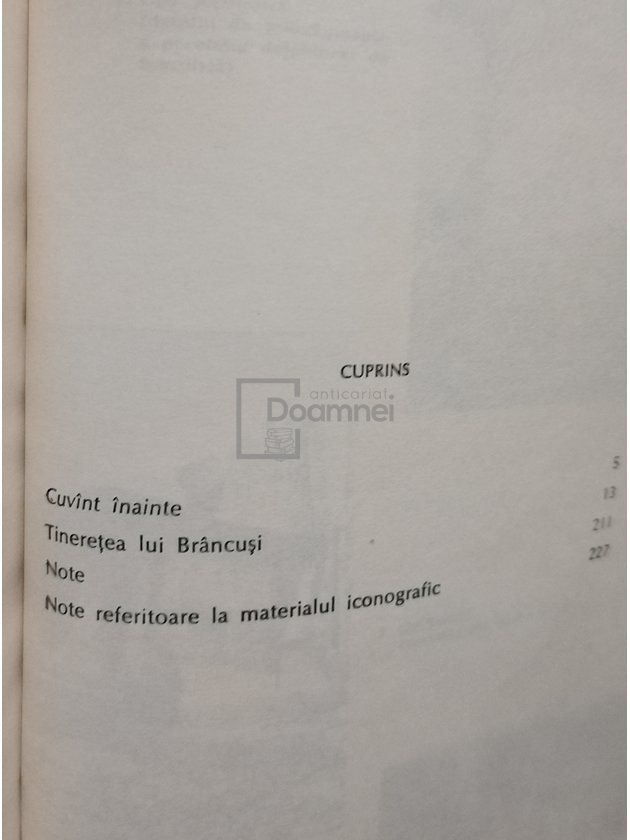 CUPRINS
anticariat
Doamnei
Cuvînt înainte 5
Tinerețea lui Brâncuși 13
Note 211
Note referitoare la materialul iconografic 227